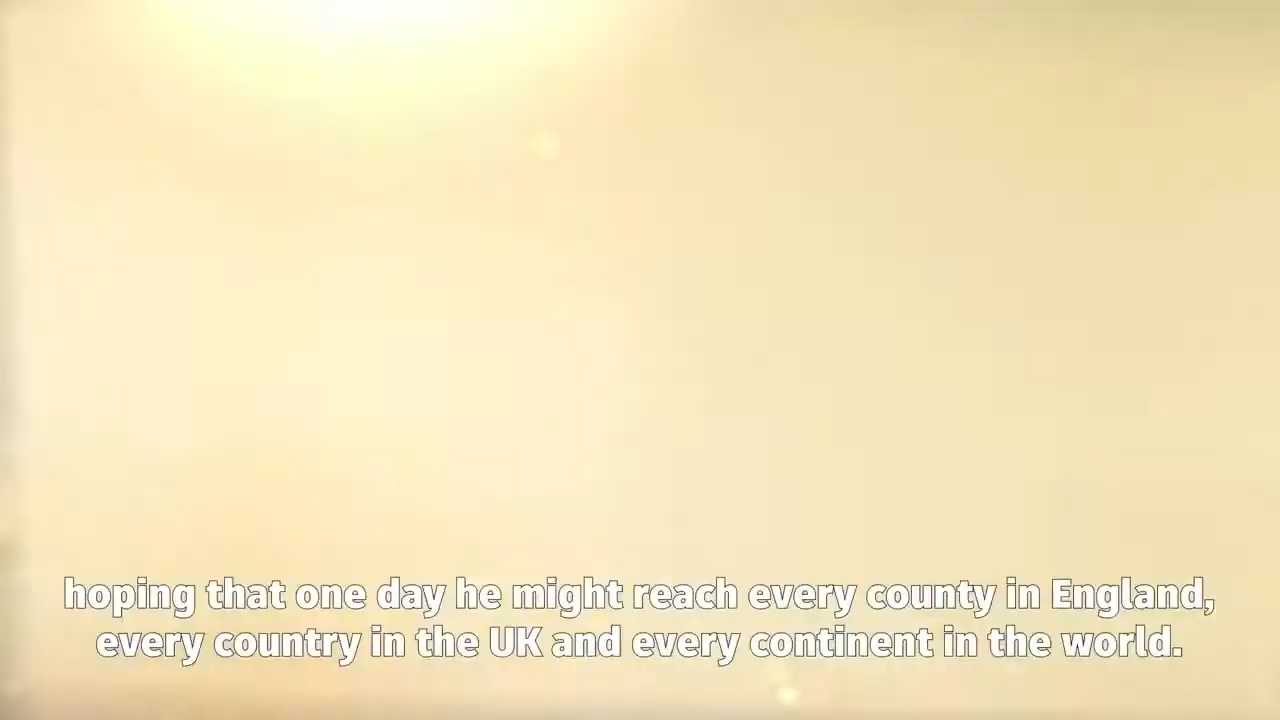 hoping that one day he might reach every county in England,
every country in the UK and every continent in the world.